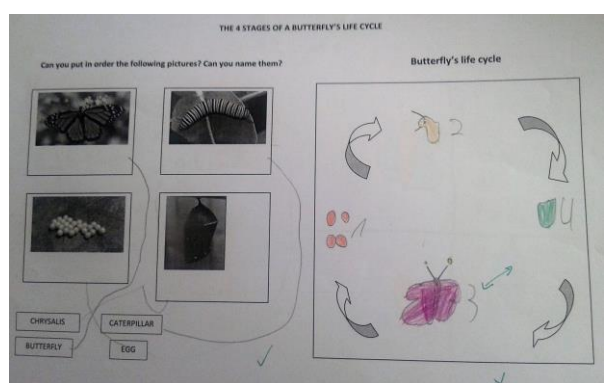 THE 4 STAGES OF A BUTTERFLY'S LIFE CYCLE
Can you put in order the following pictures? Can you name them?
CHRYSALIS
CATERPILLAR
BUTTERFLY
EGG
Butterfly's life cycle
2
1
4
3